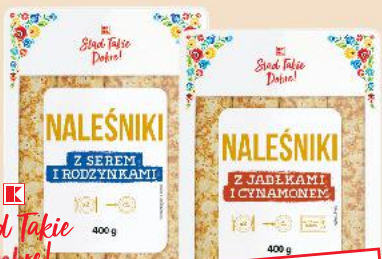 K
Stąd Takie
Dobre!
NALEŚNIKI
Z SEREM
I RODZYNKAMI
400 g
K
Stąd Takie
Dobre!
NALEŚNIKI
Z JABŁKAMI
I CYNAMONEM
400 g
K
d Takie